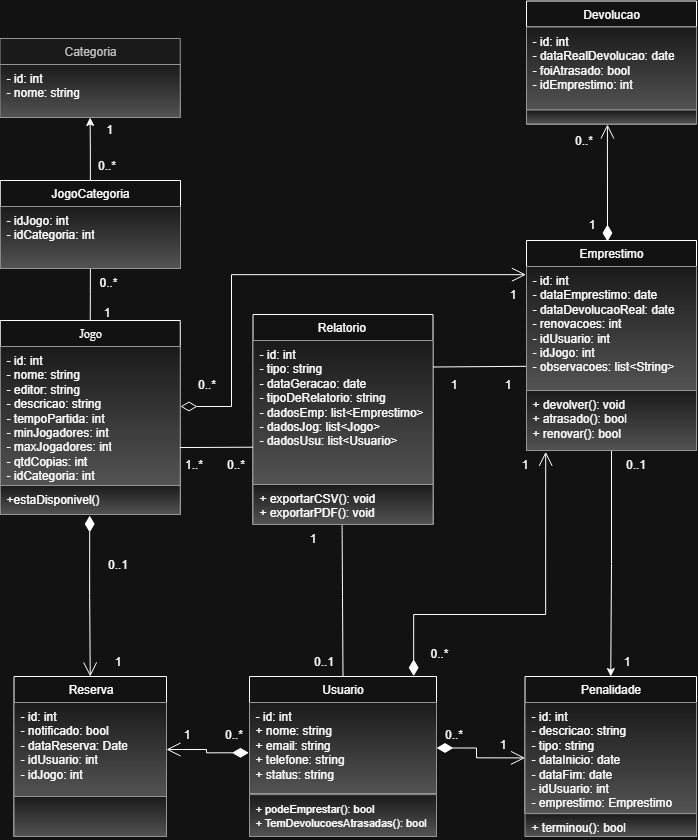 Devolucao
- id: int
- dataRealDevolucao: date
- foiAtrasado: bool
- idEmprestimo: int
Categoria
- id: int
- nome: string
1
0..*
0..*
1
JogoCategoria
- idJogo: int
- idCategoria: int
0..*
1
Emprestimo
- id: int
- dataEmprestimo: date
- dataDevolucaoReal: date
- renovacoes: int
- idUsuario: int
- idJogo: int
- observacoes: list<String>
+ devolver(): void
+ atrasado(): bool
+ renovar(): bool
1
Jogo
- id: int
- nome: string
- editor: string
- descricao: string
- tempoPartida: int
- minJogadores: int
- maxJogadores: int
- qtdCopias: int
- idCategoria: int
+estaDisponivel()
0..*
1..*
0..*
Relatorio
- id: int
- tipo: string
- dataGeracao: date
- tipoDeRelatorio: string
- dadosEmp: list<Emprestimo>
- dadosJog: list<Jogo>
- dadosUsu: list<Usuario>
+ exportarCSV(): void
+ exportarPDF(): void
1
1
1
0..1
1
0..1
0..1
1
0..*
1
Reserva
- id: int
- notificado: bool
- dataReserva: Date
- idUsuario: int
- idJogo: int
1
0..*
Usuario
- id: int
+ nome: string
+ email: string
+ telefone: string
+ status: string
+ podeEmprestar(): bool
+ TemDevolucoesAtrasadas(): bool
0..*
1
Penalidade
- id: int
- descricao: string
- tipo: string
- dataInicio: date
- dataFim: date
- idUsuario: int
- emprestimo: Emprestimo
+ terminou(): bool